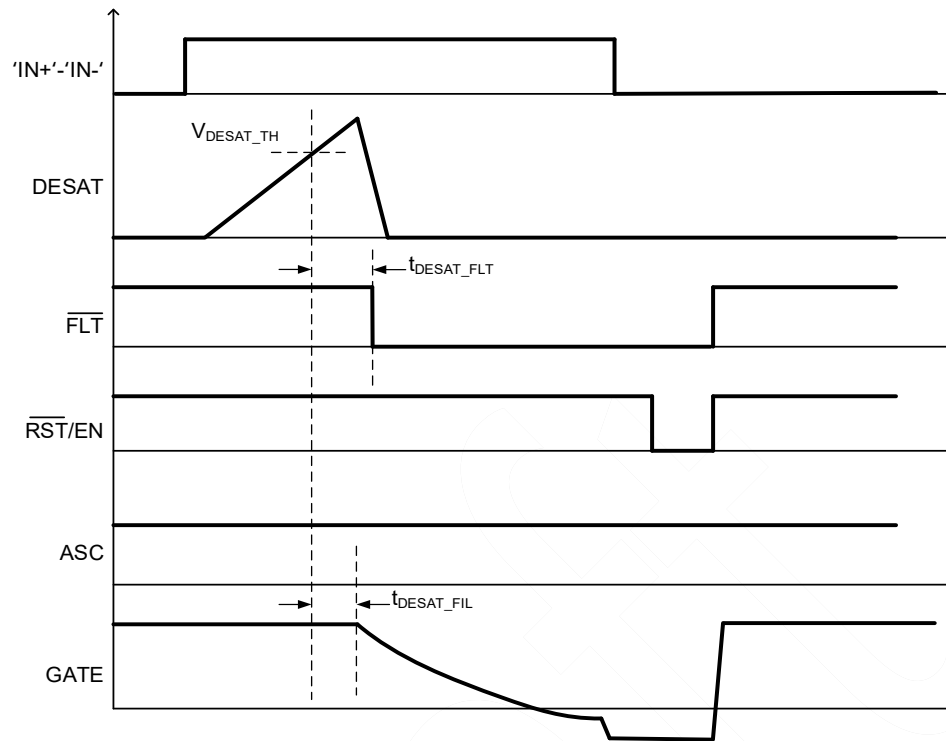 ‘IN+‘-‘IN-‘
V_DESAT_TH
DESAT
t_DESAT_FLT
FLT
RST/EN
ASC
t_DESAT_FIL
GATE